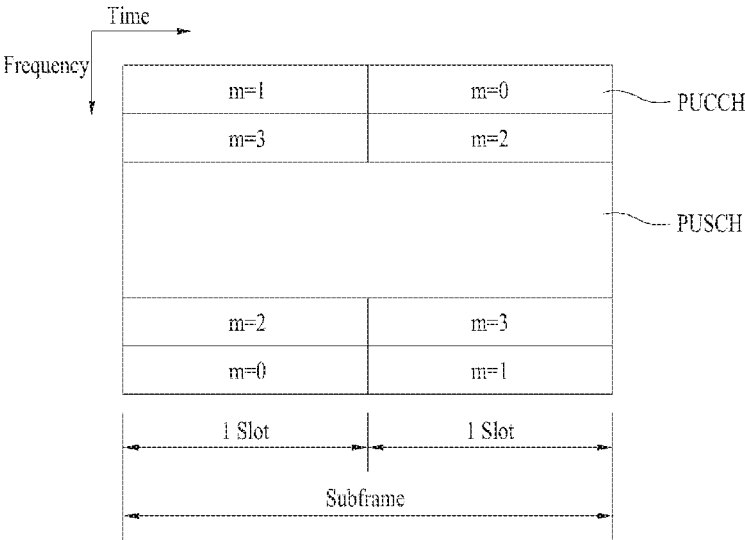 Time
Frequency
m=1 m=0 PUCCH
m=3 m=2
PUSCH
m=2 m=3
m=0 m=1
1 Slot 1 Slot
Subframe